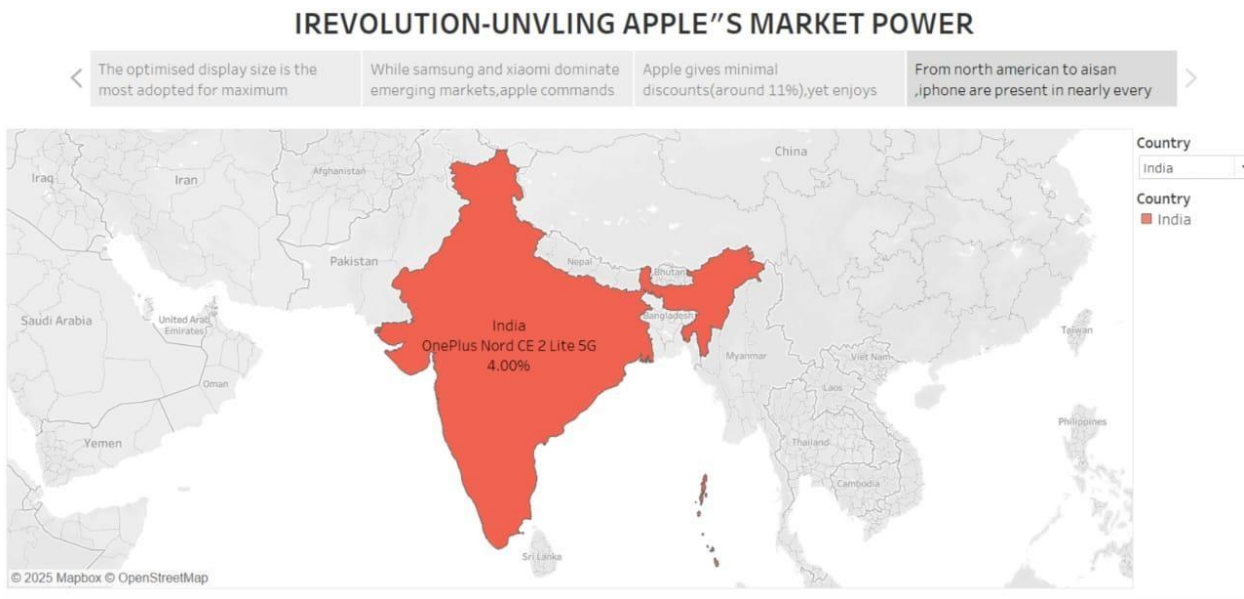 IREVOLUTION-UNVLING APPLE"S MARKET POWER
The optimised display size is the
most adopted for maximum
While samsung and xiaomi dominate
emerging markets,apple commands
Apple gives minimal
discounts(around 11%),yet enjoys
From north american to aisan
,iphone are present in nearly every
Country
India
Country
India
China
Iraq
Iran
Afghanistan
Pakistan
Nepal
Bhutan
Saudi Arabia
United Arab
Emirates
Bangladesh
Taiwan
India
OnePlus Nord CE 2 Lite 5G
4.00%
Myanmar
Viet Nam
Oman
Laos
Yemen
Thailand
Philippines
Cambodia
Sri Lanka
© 2025 Mapbox © OpenStreetMap